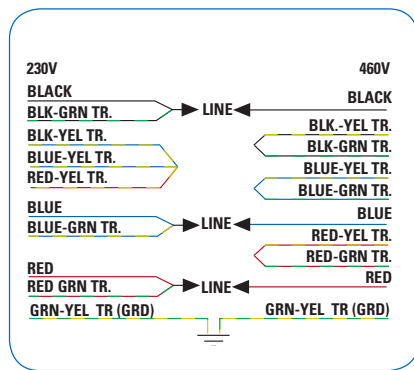 230V 460V
BLACK
BLK-GRN TR.
LINE
BLACK
BLK-YEL TR.
BLUE-YEL TR.
RED-YEL TR.
BLK.-YEL TR.
BLK-GRN TR.
BLUE-YEL TR.
BLUE-GRN TR.
BLUE
BLUE-GRN TR.
LINE
BLUE
RED-YEL TR.
RED-GRN TR.
RED
RED GRN TR.
LINE
RED
GRN-YEL TR (GRD) GRN-YEL TR (GRD)